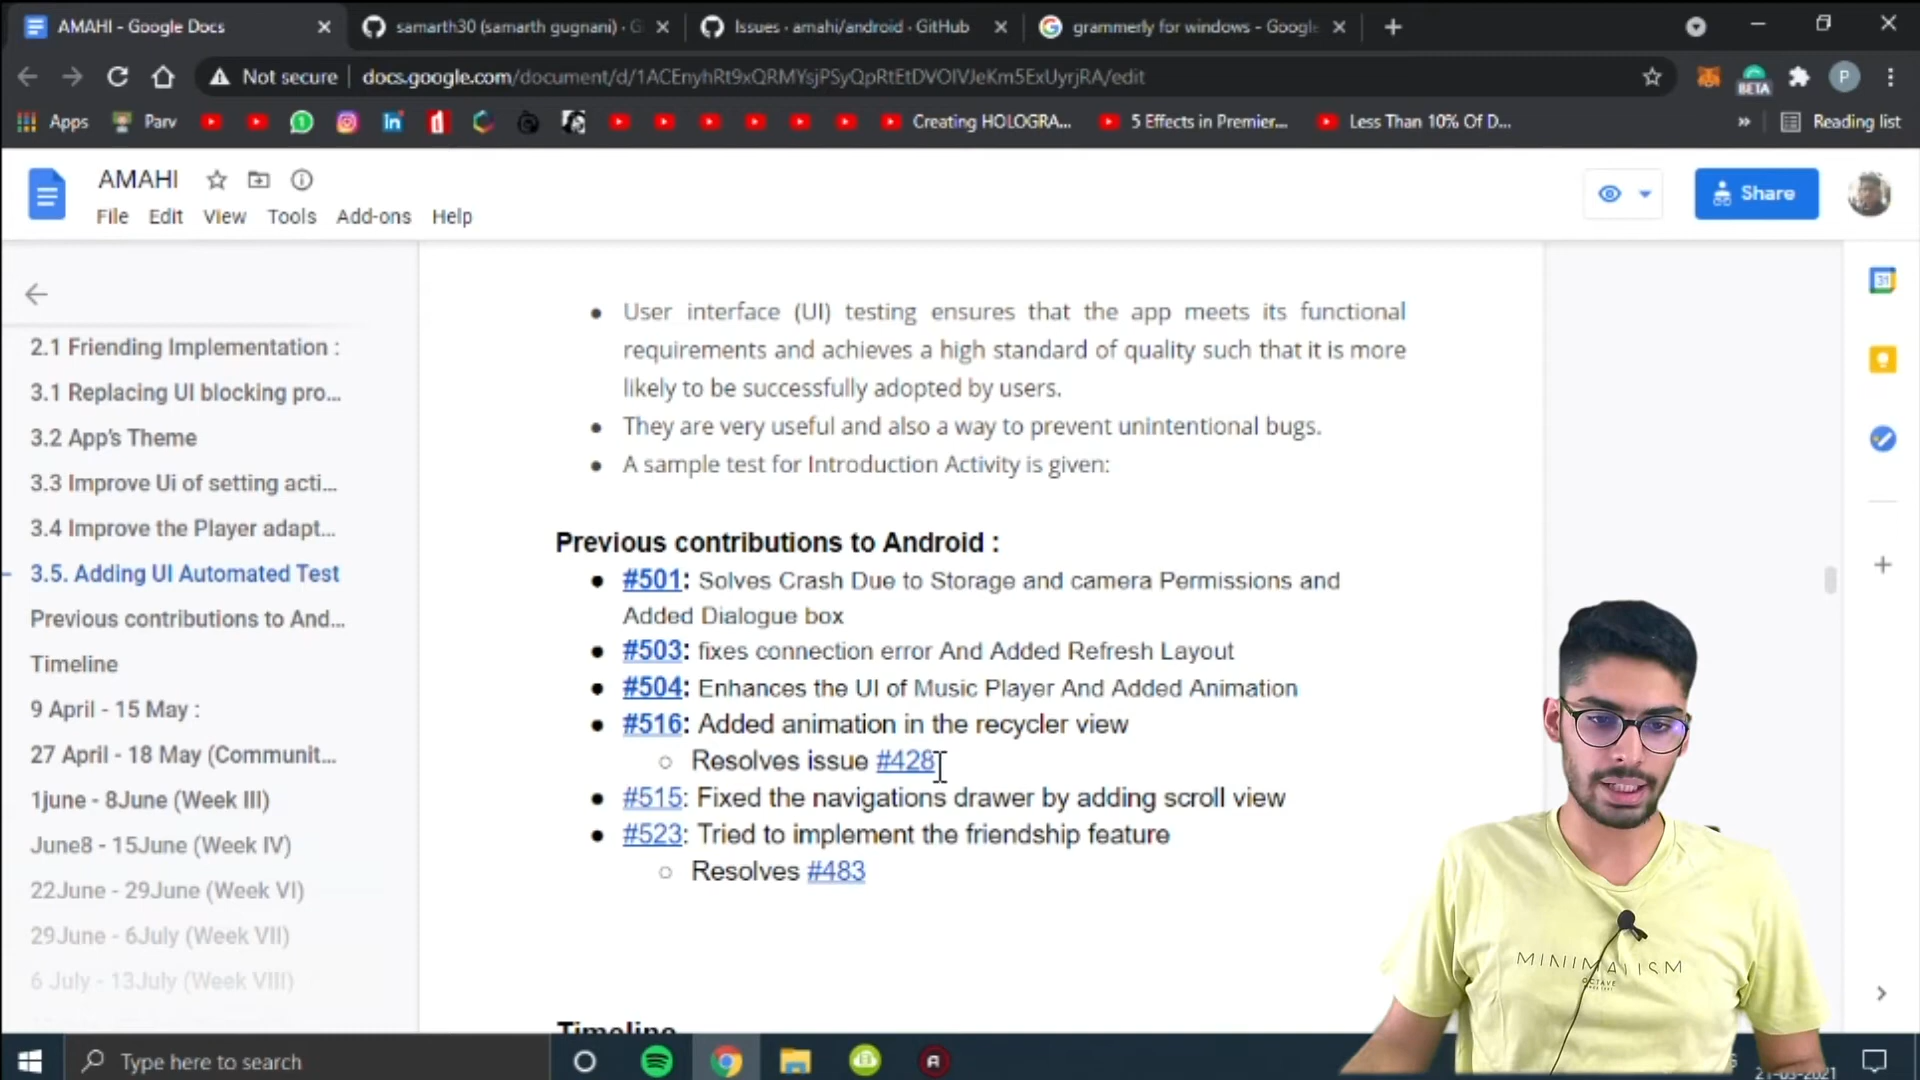 AMAHI - Google Docs
samarth30 (samarth gugnani) · G
Issues · amahi/android · GitHub
grammerly for windows - Google
Not secure
docs.google.com/document/d/1ACEnyhRt9xQRMYsjPSyQpRtEtDVOIVJeKm5ExUyrjRA/edit
BETA
P
Apps
Parv
Creating HOLOGRA...
5 Effects in Premier...
Less Than 10% Of D...
Reading list
AMAHI
File Edit View Tools Add-ons Help
Share
2.1 Friending Implementation :
3.1 Replacing UI blocking pro...
3.2 App's Theme
3.3 Improve Ui of setting acti...
3.4 Improve the Player adapt...
3.5. Adding UI Automated Test
Previous contributions to And...
Timeline
9 April - 15 May :
27 April - 18 May (Communit...
1june - 8June (Week III)
June8 - 15June (Week IV)
22June - 29June (Week VI)
29June - 6July (Week VII)
6 July - 13July (Week VIII)
User interface (UI) testing ensures that the app meets its functional
requirements and achieves a high standard of quality such that it is more
likely to be successfully adopted by users.
They are very useful and also a way to prevent unintentional bugs.
A sample test for Introduction Activity is given:
Previous contributions to Android :
#501: Solves Crash Due to Storage and camera Permissions and
Added Dialogue box
#503: fixes connection error And Added Refresh Layout
#504: Enhances the UI of Music Player And Added Animation
#516: Added animation in the recycler view
Resolves issue #428
#515: Fixed the navigations drawer by adding scroll view
#523: Tried to implement the friendship feature
Resolves #483
Timeline
31
MINIMALISM
OCTAVE
Type here to search
21-05-2021